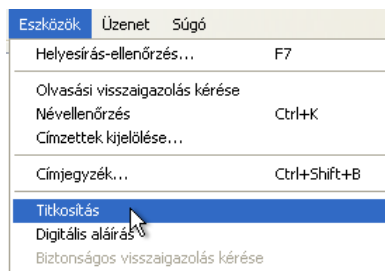 Eszközök Üzenet Súgó
Helyesírás-ellenőrzés... F7
Olvasási visszaigazolás kérése
Névellenőrzés Ctrl+K
Címzettek kijelölése...
Címjegyzék... Ctrl+Shift+B
Titkosítás
Digitális aláírás
Biztonságos visszaigazolás kérése